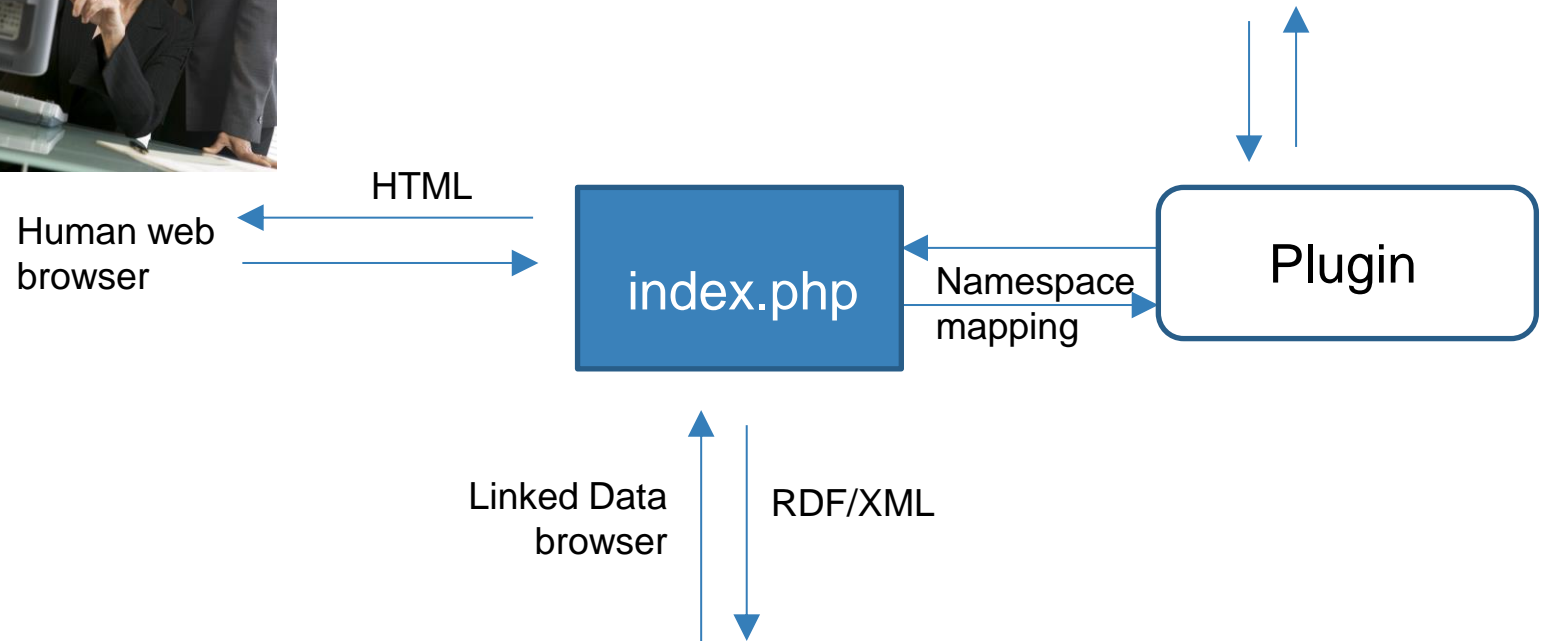 HTML
Human web
browser
index.php
Namespace
mapping
Plugin
Linked Data
browser
RDF/XML